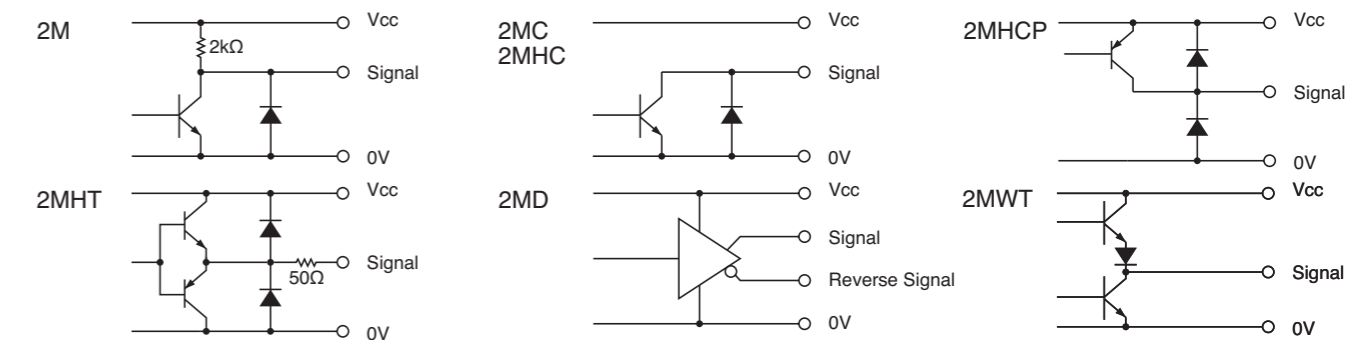 2M
Vcc
2kΩ
Signal
0V
2MC
2MHC
Vcc
Signal
0V
2MHCP
Vcc
Signal
0V
2MHT
Vcc
Signal
50Ω
0V
2MD
Vcc
Signal
Reverse Signal
0V
2MWT
Vcc
Signal
0V